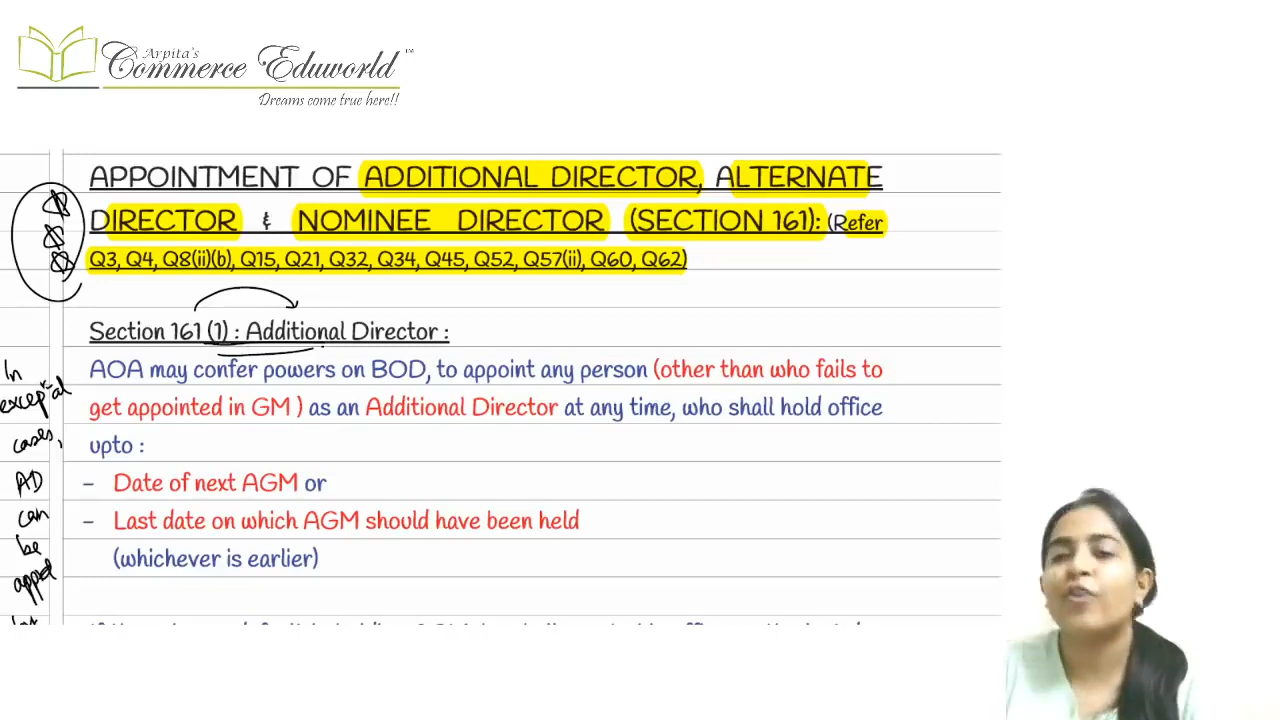 Arpita's
Commerce Eduworld™
Dreams come true here!!
APPOINTMENT OF ADDITIONAL DIRECTOR, ALTERNATE
DIRECTOR & NOMINEE DIRECTOR (SECTION 161): (Refer
Q3, Q4, Q8(ii)(b), Q15, Q21, Q32, Q34, Q45, Q52, Q57(ii), Q60, Q62)
Section 161 (1) : Additional Director :
AOA may confer powers on BOD, to appoint any person (other than who fails to
get appointed in GM ) as an Additional Director at any time, who shall hold office
upto :
- Date of next AGM or
- Last date on which AGM should have been held
(whichever is earlier)
In
exceptal
cases,
AD
can
be
appd